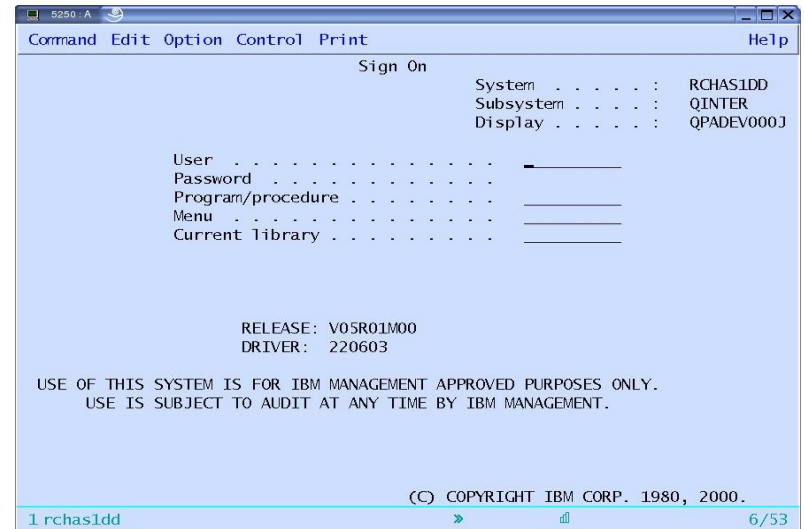 5250 : A
Command Edit Option Control Print Help
Sign On
System . . . . . : RCHAS1DD
Subsystem . . . . : QINTER
Display . . . . . : QPADEV000J
User . . . . . . . . . . . . . .
Password . . . . . . . . . . . .
Program/procedure . . . . . . . .
Menu . . . . . . . . . . . . . .
Current library . . . . . . . . .
RELEASE: V05R01M00
DRIVER: 220603
USE OF THIS SYSTEM IS FOR IBM MANAGEMENT APPROVED PURPOSES ONLY.
USE IS SUBJECT TO AUDIT AT ANY TIME BY IBM MANAGEMENT.
(C) COPYRIGHT IBM CORP. 1980, 2000.
1 rchas1dd » 6/53